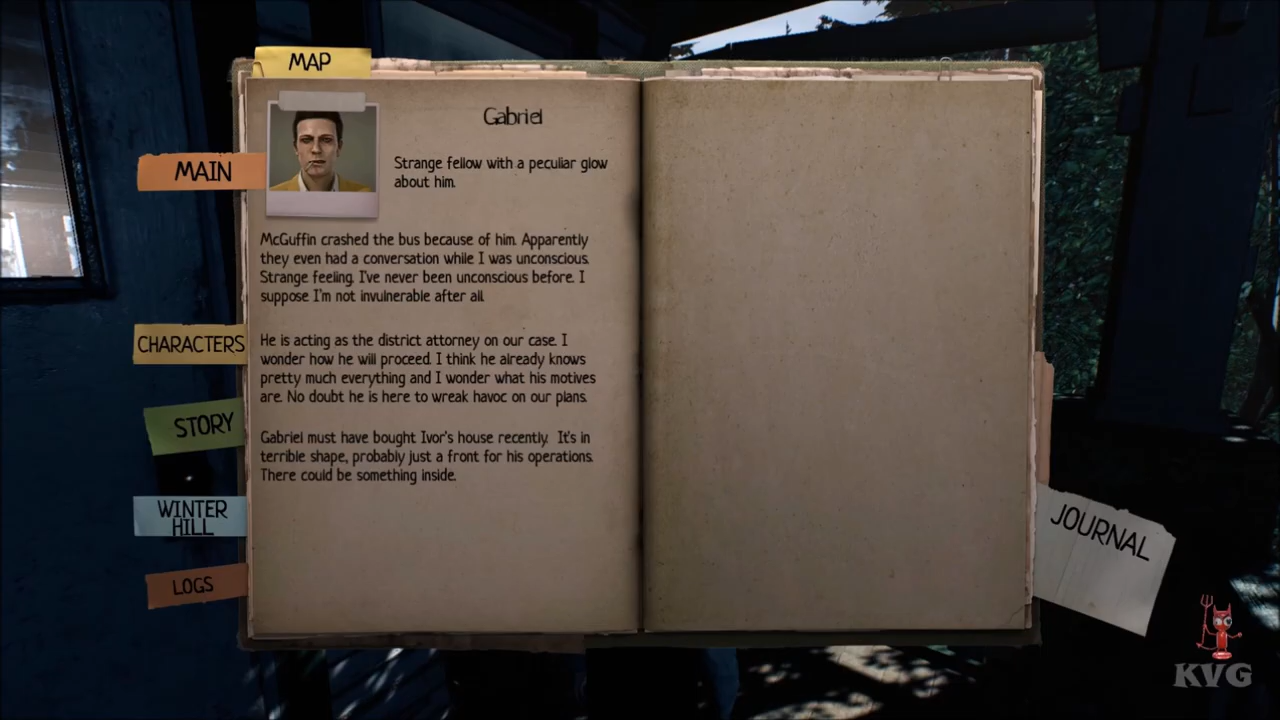 MAP
Gabriel
MAIN
Strange fellow with a peculiar glow
about him.
McGuffin crashed the bus because of him. Apparently
they even had a conversation while I was unconscious.
Strange feeling. I've never been unconscious before. I
suppose I'm not invulnerable after all.
CHARACTERS
He is acting as the district attorney on our case. I
wonder how he will proceed. I think he already knows
pretty much everything and I wonder what his motives
are. No doubt he is here to wreak havoc on our plans.
STORY
Gabriel must have bought Ivor's house recently. It's in
terrible shape, probably just a front for his operations.
There could be something inside.
WINTER
HILL
LOGS
JOURNAL
KVG